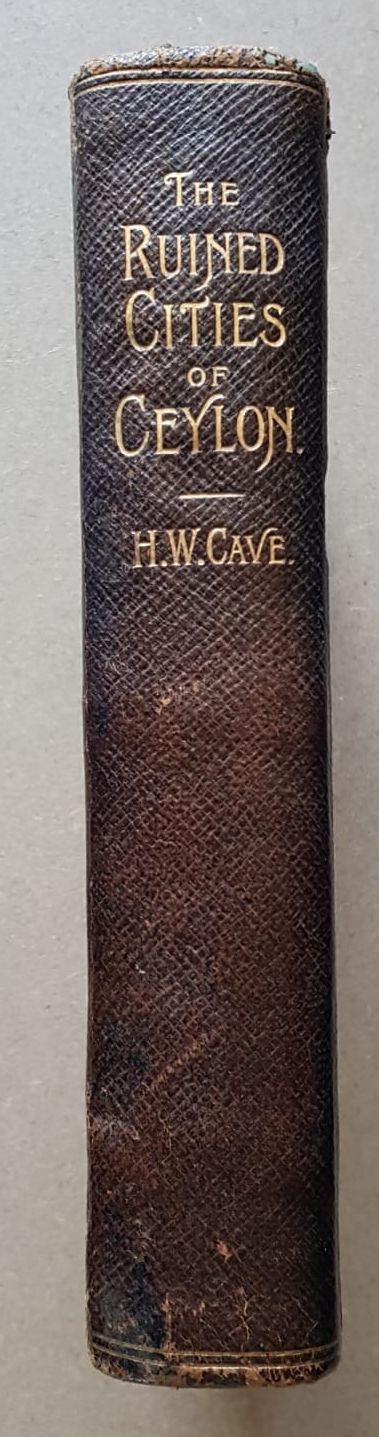 THE
RUINED
CITIES
OF
CEYLON.
H.W.CAVE.